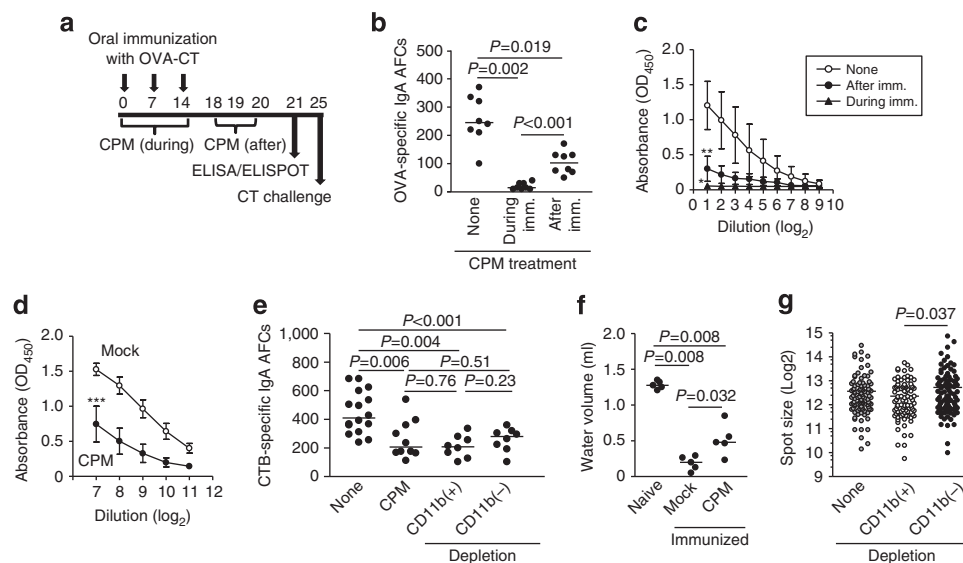 a
Oral immunization
with OVA-CT
0 7 14 18 19 20 21 25
CPM (during) CPM (after)
ELISA/ELISPOT
CT challenge
b
OVA-specific IgA AFCs
500
400
300
200
100
0
P=0.019
P=0.002
P<0.001
None
During
imm.
After
imm.
CPM treatment
c
Absorbance (OD450)
2.0
1.5
1.0
0.5
0
**
*
0 1 2 3 4 5 6 7 8 9 10
Dilution (log2)
None
After imm.
During imm.
d
Absorbance (OD450)
2.0
1.5
1.0
0.5
0
Mock
***
CPM
7 8 9 10 11 12
Dilution (log2)
e
CTB-specific IgA AFCs
1,000
800
600
400
200
0
P<0.001
P=0.004
P=0.006 P=0.51
P=0.76 P=0.23
None
CPM
CD11b(+)
CD11b(−)
Depletion
f
Water volume (ml)
2.0
1.5
1.0
0.5
0
P=0.008
P=0.008
P=0.032
Naive
Mock
CPM
Immunized
g
Spot size (Log2)
15
14
13
12
11
10
9
P=0.037
None
CD11b(+)
CD11b(−)
Depletion